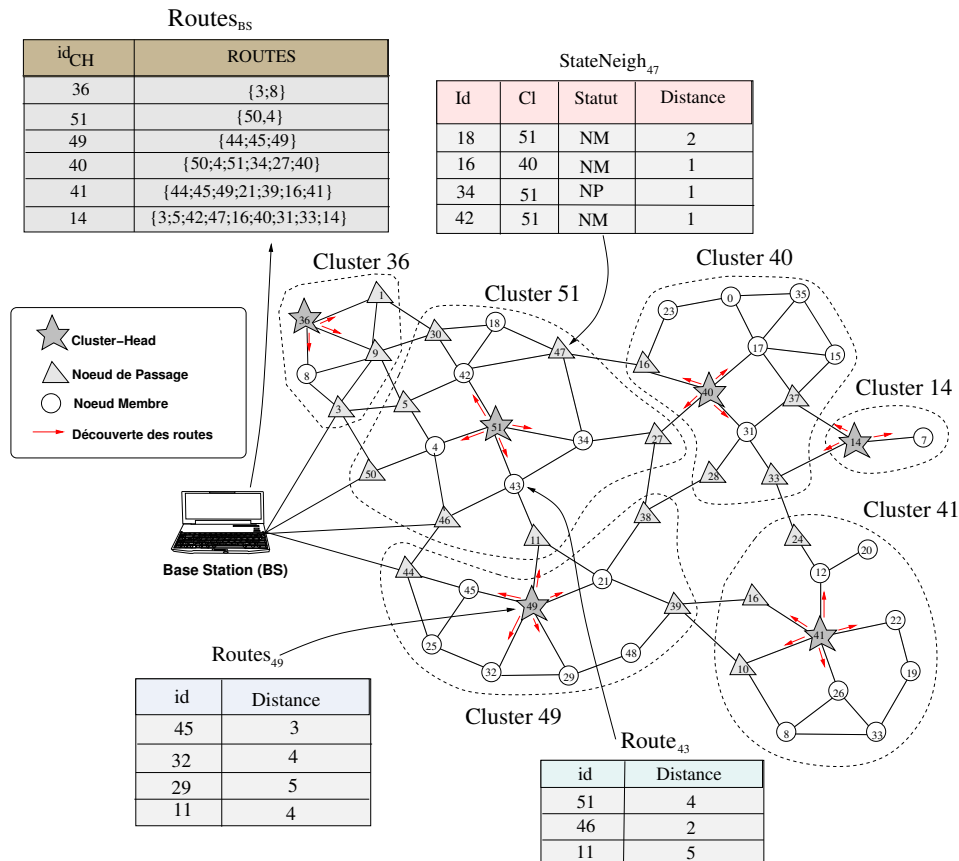 Routes_BS
id_CH ROUTES
36 {3;8}
51 {50,4}
49 {44;45;49}
40 {50;4;51;34;27;40}
41 {44;45;49;21;39;16;41}
14 {3;5;42;47;16;40;31;33;14}
StateNeigh_47
Id Cl Statut Distance
18 51 NM 2
16 40 NM 1
34 51 NP 1
42 51 NM 1
Cluster 36
Cluster 51
Cluster 40
Cluster 14
Cluster 41
Cluster 49
Cluster-Head
Noeud de Passage
Noeud Membre
Découverte des routes
Base Station (BS)
36
1
9
8
3
30
18
47
42
5
51
4
34
50
43
46
27
11
38
23
0
35
17
15
16
40
37
31
28
33
14
7
44
45
49
21
39
25
32
29
48
24
12
20
16
41
22
10
26
19
8
33
Routes_49
id Distance
45 3
32 4
29 5
11 4
Route_43
id Distance
51 4
46 2
11 5